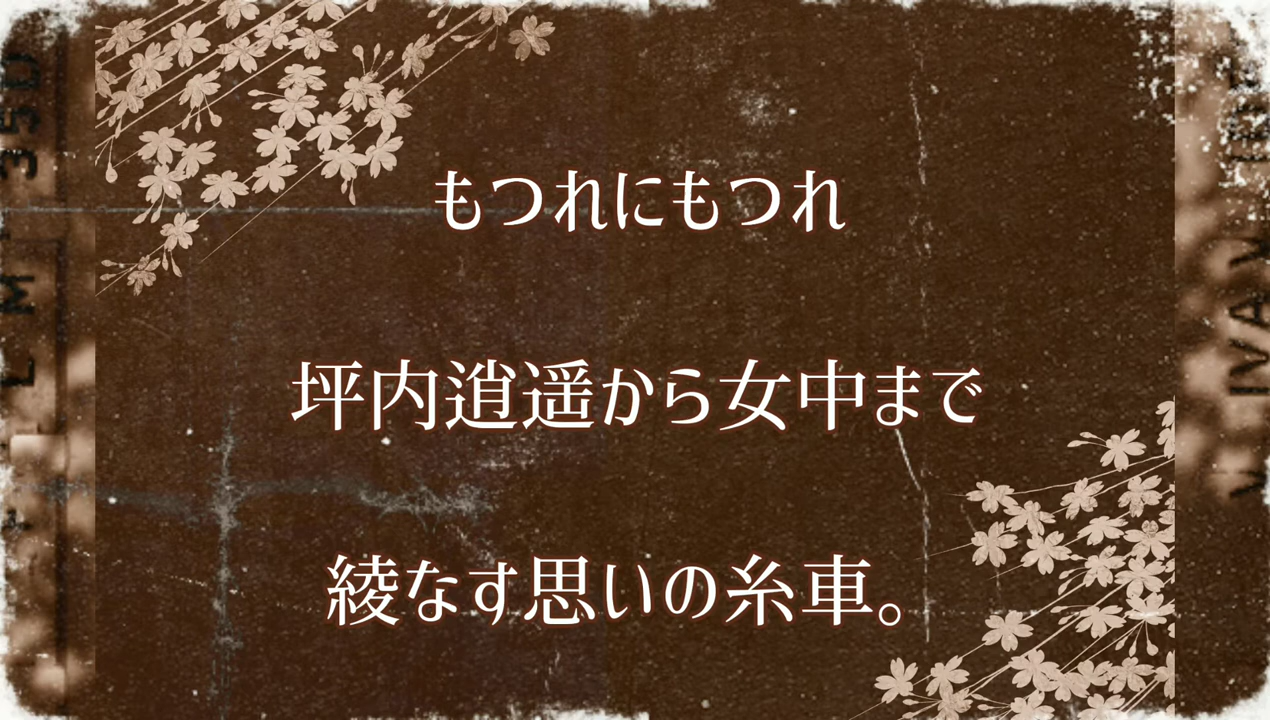 もつれにもつれ
坪内逍遥から女中まで
綾なす思いの糸車。